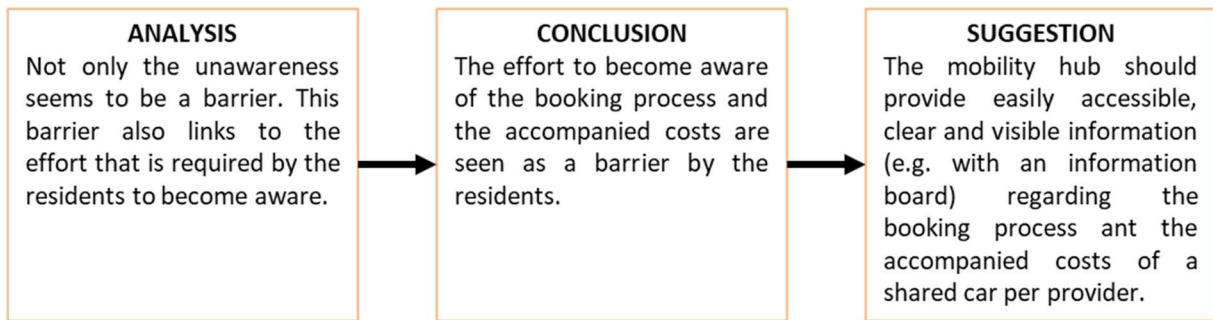 ANALYSIS
Not only the unawareness
seems to be a barrier. This
barrier also links to the
effort that is required by the
residents to become aware.
CONCLUSION
The effort to become aware
of the booking process and
the accompanied costs are
seen as a barrier by the
residents.
SUGGESTION
The mobility hub should
provide easily accessible,
clear and visible information
(e.g. with an information
board) regarding the
booking process ant the
accompanied costs of a
shared car per provider.